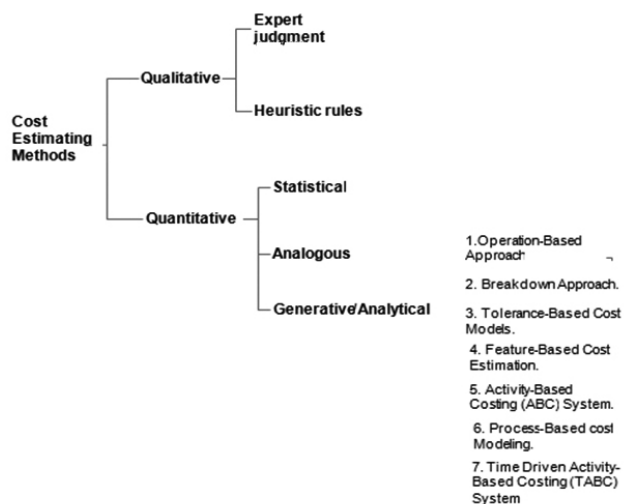 Expert
judgment
Qualitative
Heuristic rules
Cost
Estimating
Methods
Statistical
Quantitative
Analogous
Generative/Analytical
1.Operation-Based
Approach
2. Breakdown Approach.
3. Tolerance-Based Cost
Models.
4. Feature-Based Cost
Estimation.
5. Activity-Based
Costing (ABC) System.
6. Process-Based cost
Modeling.
7. Time Driven Activity-
Based Costing (TABC)
System